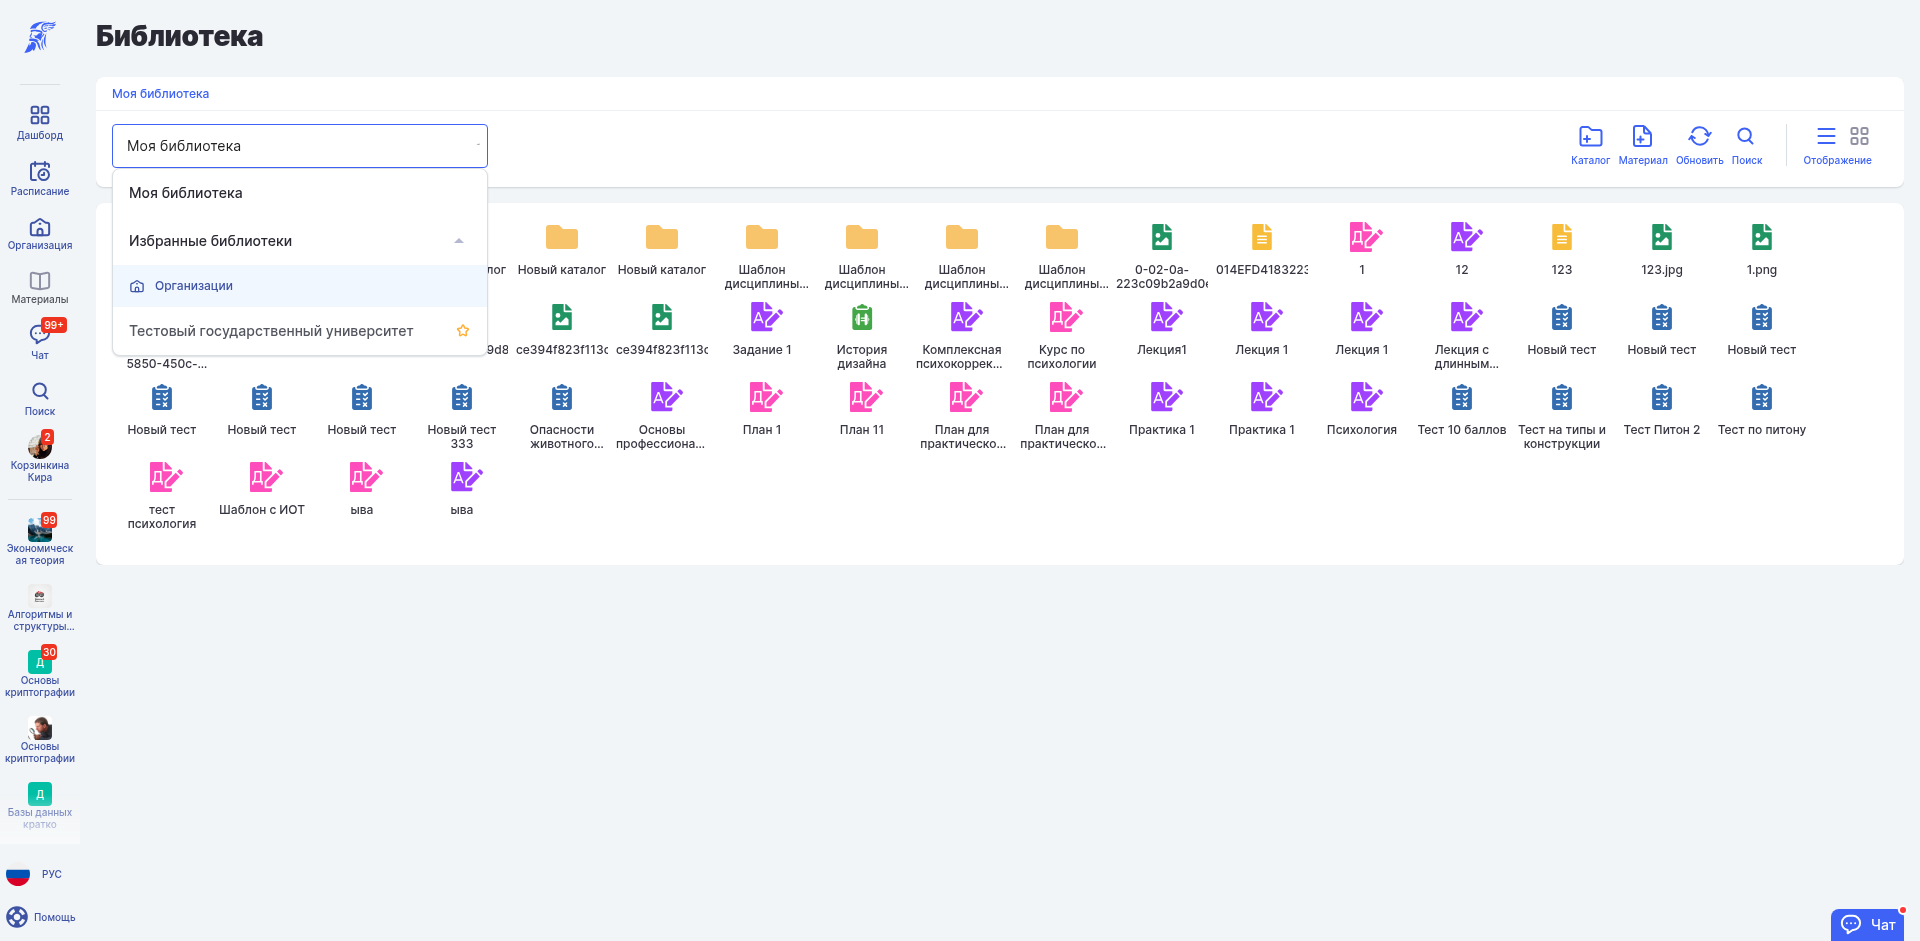 Библиотека
Моя библиотека
Моя библиотека
Каталог
Материал
Обновить
Поиск
Отображение
Моя библиотека
Избранные библиотеки
Организации
Тестовый государственный университет
Дашборд
Расписание
Организация
Материалы
99+
Чат
Поиск
2
Корзинкина
Кира
99
Экономическ
ая теория
Алгоритмы и
структуры...
30
Д
Основы
криптографии
Основы
криптографии
Д
Базы данных
кратко
РУС
Помощь
лог
Новый каталог
Новый каталог
Шаблон
дисциплины...
Шаблон
дисциплины...
Шаблон
дисциплины...
Шаблон
дисциплины...
0-02-0a-
223c09b2a9d0e
014EFD4183223
Д
1
А
12
123
123.jpg
1.png
5850-450c-...
9d8
ce394f823f113c
ce394f823f113c
А
Задание 1
История
дизайна
А
Комплексная
психокоррек...
Д
Курс по
психологии
А
Лекция1
А
Лекция 1
А
Лекция 1
А
Лекция с
длинным...
Новый тест
Новый тест
Новый тест
Новый тест
Новый тест
Новый тест
Новый тест
333
Опасности
животного...
А
Основы
профессиона...
Д
План 1
Д
План 11
Д
План для
практическо...
Д
План для
практическо...
А
Практика 1
А
Практика 1
А
Психология
Тест 10 баллов
Тест на типы и
конструкции
Тест Питон 2
Тест по питону
Д
тест
психология
Д
Шаблон с ИОТ
Д
ыва
А
ыва
Чат